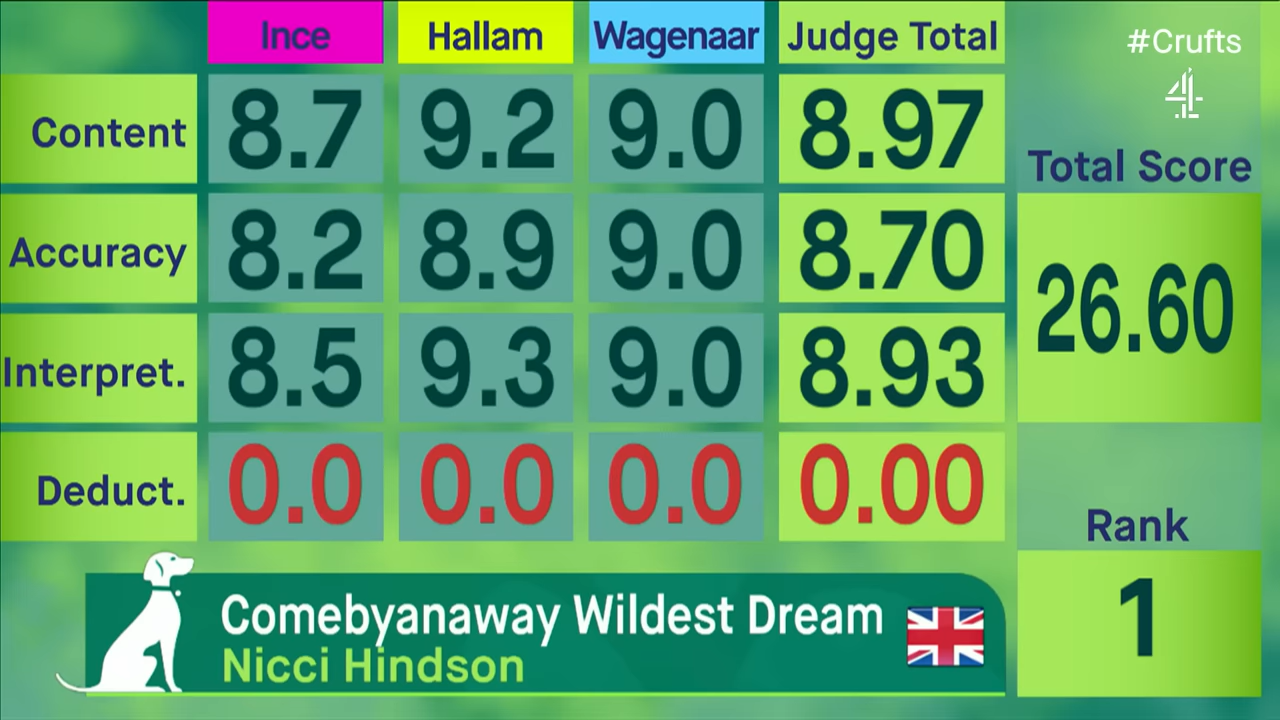 Ince Hallam Wagenaar Judge Total #Crufts
Content 8.7 9.2 9.0 8.97
Total Score
Accuracy 8.2 8.9 9.0 8.70
26.60
Interpret. 8.5 9.3 9.0 8.93
Deduct. 0.0 0.0 0.0 0.00
Rank
1
Comebyanaway Wildest Dream
Nicci Hindson